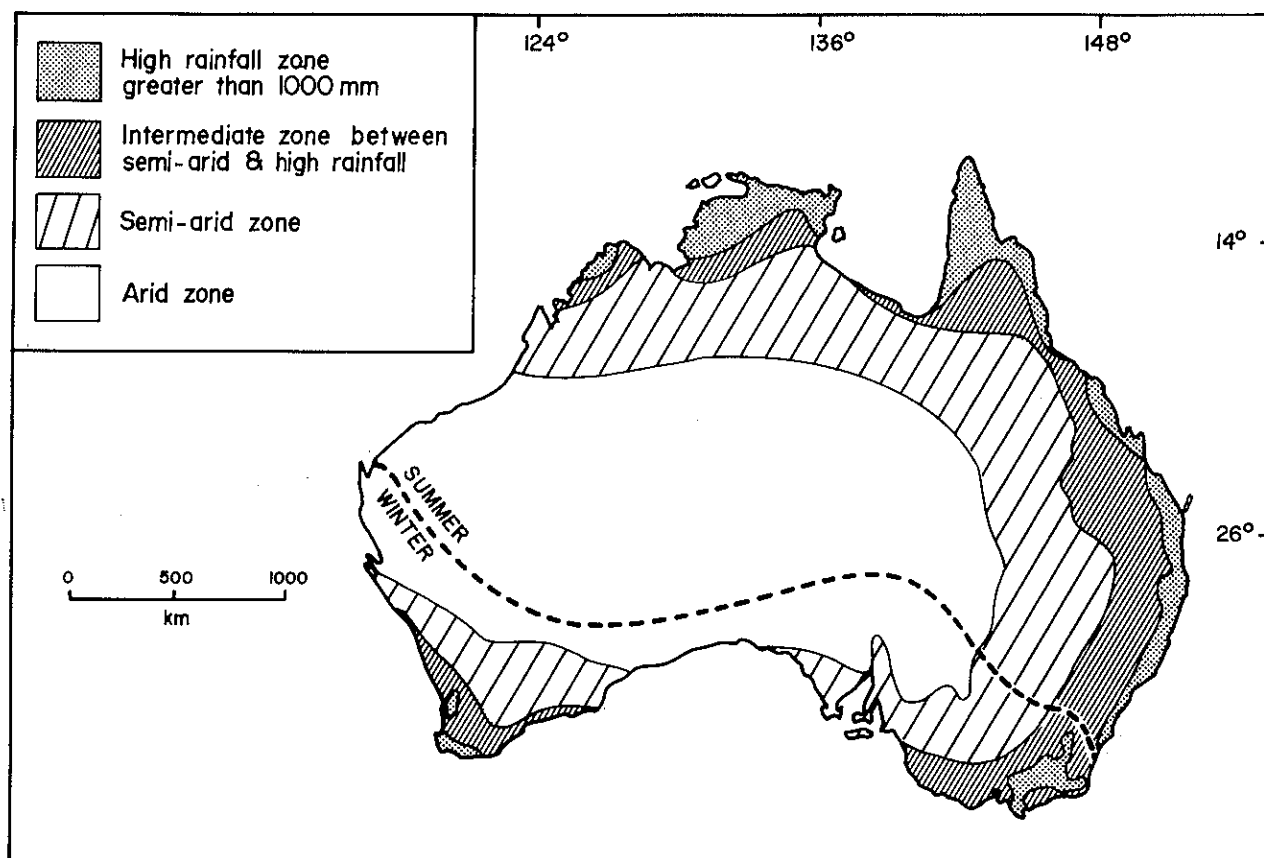 High rainfall zone
greater than 1000 mm
Intermediate zone between
semi-arid & high rainfall
Semi-arid zone
Arid zone
124° 136° 148°
14°
26°
SUMMER
WINTER
0 500 1000
km